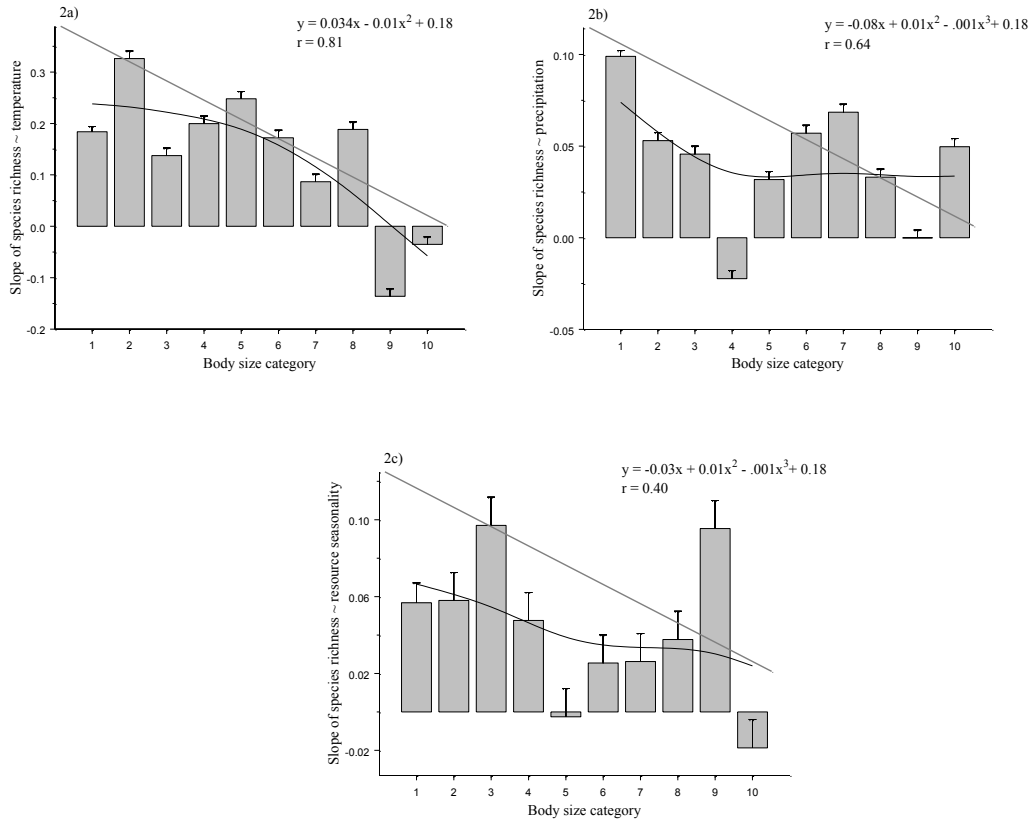 2a)
y = 0.034x - 0.01x² + 0.18
r = 0.81
Slope of species richness ~ temperature
0.3
0.2
0.1
0.0
-0.1
-0.2
1 2 3 4 5 6 7 8 9 10
Body size category
2b)
y = -0.08x + 0.01x² - .001x³ + 0.18
r = 0.64
Slope of species richness ~ precipitation
0.10
0.05
0.00
-0.05
1 2 3 4 5 6 7 8 9 10
Body size category
2c)
y = -0.03x + 0.01x² - .001x³+ 0.18
r = 0.40
Slope of species richness ~ resource seasonality
0.10
0.06
0.02
-0.02
1 2 3 4 5 6 7 8 9 10
Body size category